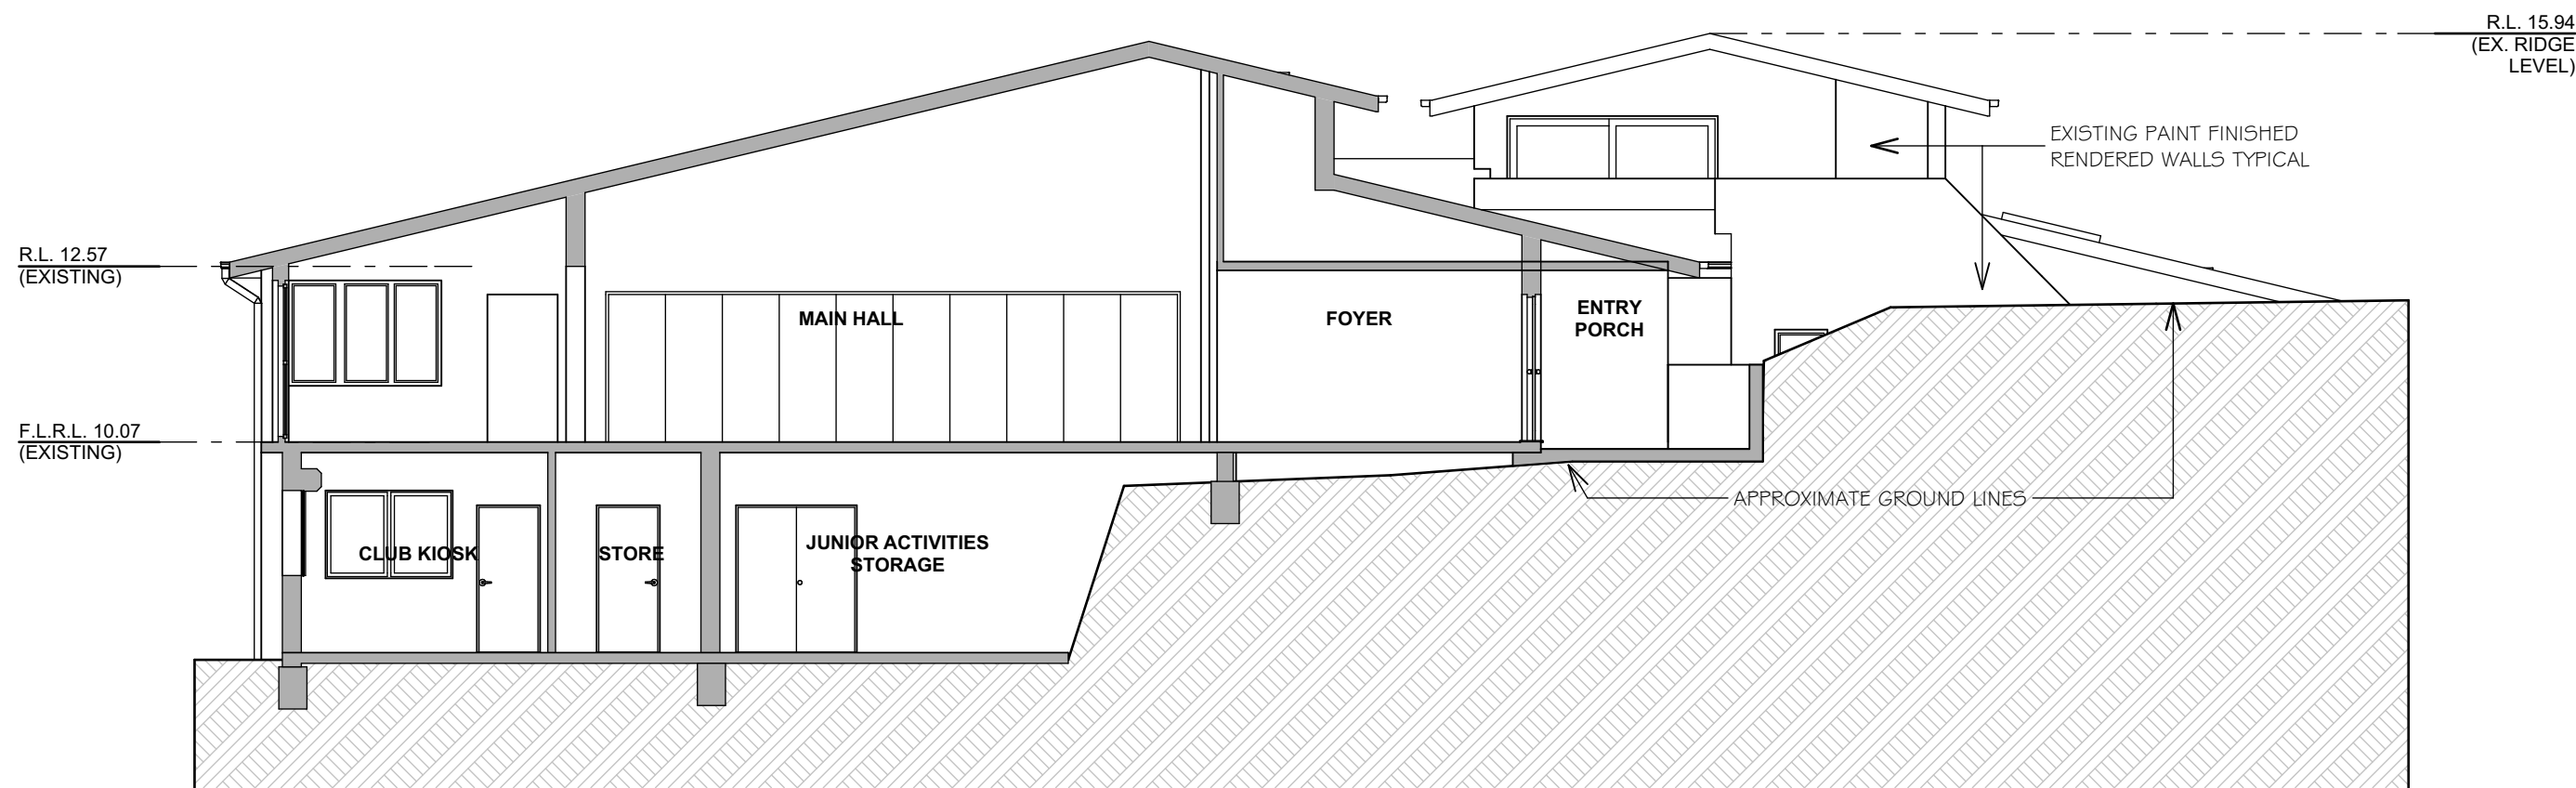 R.L. 15.94
(EX. RIDGE
LEVEL)
EXISTING PAINT FINISHED
RENDERED WALLS TYPICAL
R.L. 12.57
(EXISTING)
MAIN HALL
FOYER
ENTRY
PORCH
F.L.R.L. 10.07
(EXISTING)
APPROXIMATE GROUND LINES
CLUB KIOSK
STORE
JUNIOR ACTIVITIES
STORAGE